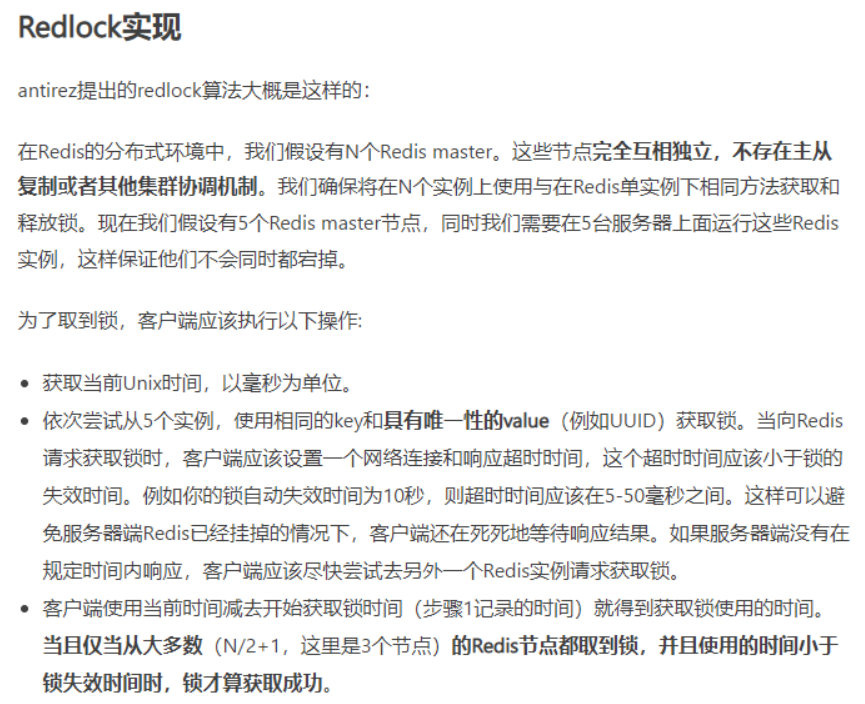 Redlock实现
antirez提出的redlock算法大概是这样的：
在Redis的分布式环境中，我们假设有N个Redis master。这些节点完全互相独立，不存在主从
复制或者其他集群协调机制。我们确保将在N个实例上使用与在Redis单实例下相同方法获取和
释放锁。现在我们假设有5个Redis master节点，同时我们需要在5台服务器上面运行这些Redis
实例，这样保证他们不会同时都宕掉。
为了取到锁，客户端应该执行以下操作:
• 获取当前Unix时间，以毫秒为单位。
• 依次尝试从5个实例，使用相同的key和具有唯一性的value（例如UUID）获取锁。当向Redis
请求获取锁时，客户端应该设置一个网络连接和响应超时时间，这个超时时间应该小于锁的
失效时间。例如你的锁自动失效时间为10秒，则超时时间应该在5-50毫秒之间。这样可以避
免服务器端Redis已经挂掉的情况下，客户端还在死死地等待响应结果。如果服务器端没有在
规定时间内响应，客户端应该尽快尝试去另外一个Redis实例请求获取锁。
• 客户端使用当前时间减去开始获取锁时间（步骤1记录的时间）就得到获取锁使用的时间。
当且仅当从大多数（N/2+1，这里是3个节点）的Redis节点都取到锁，并且使用的时间小于
锁失效时间时，锁才算获取成功。